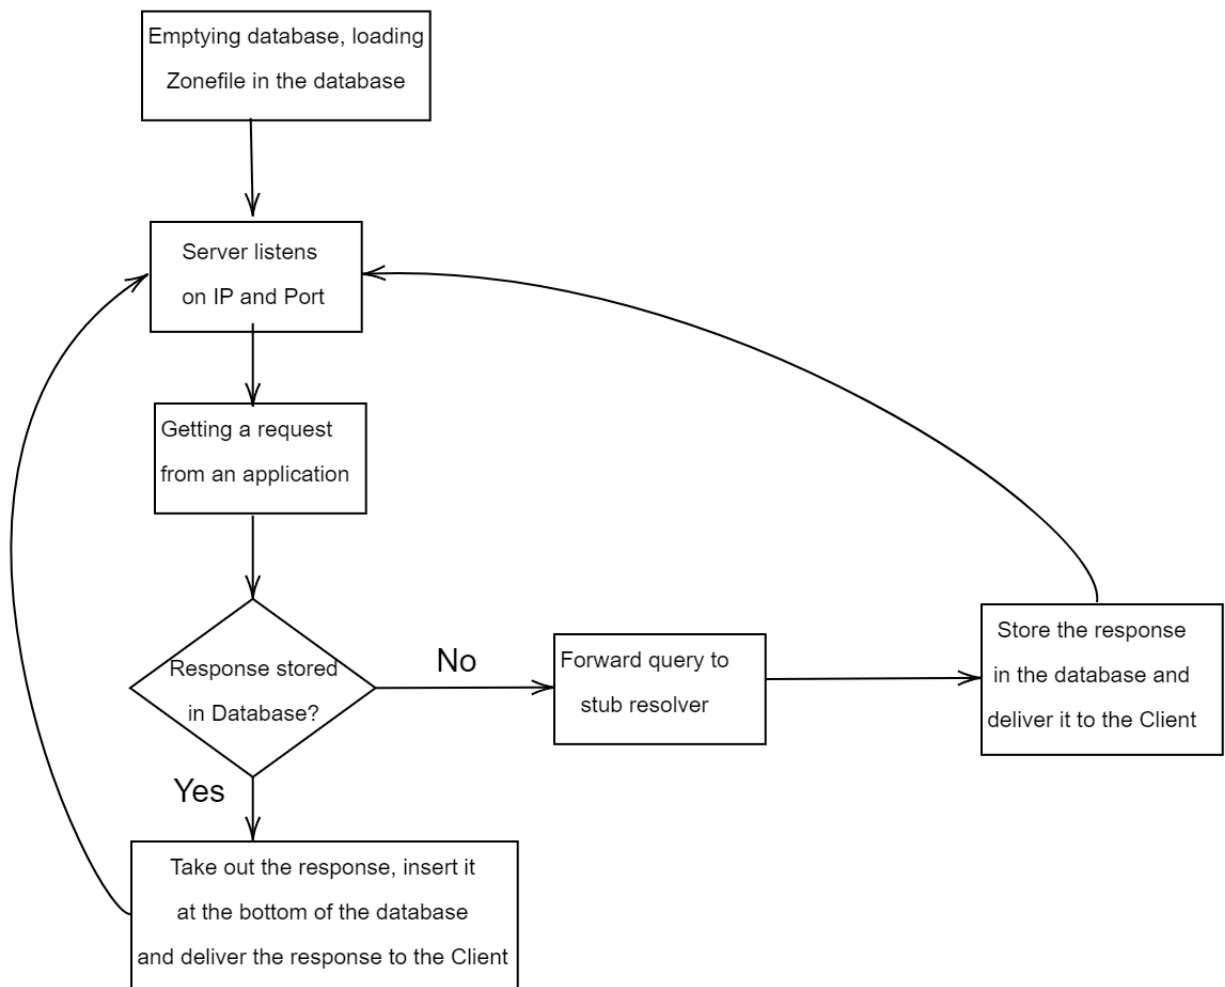 Emptying database, loading
Zonefile in the database
Server listens
on IP and Port
Getting a request
from an application
Response stored
in Database?
No
Forward query to
stub resolver
Store the response
in the database and
deliver it to the Client
Yes
Take out the response, insert it
at the bottom of the database
and deliver the response to the Client